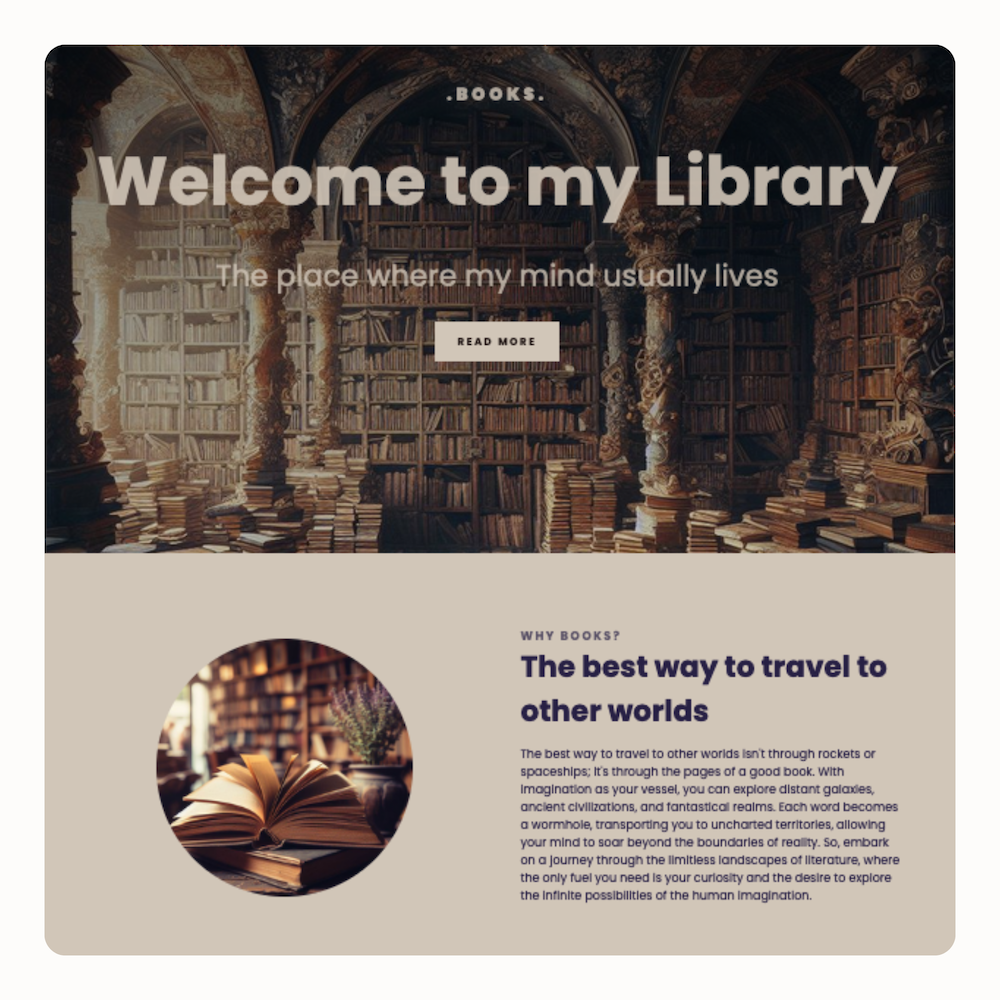 .BOOKS.
Welcome to my Library
The place where my mind usually lives
READ MORE
WHY BOOKS?
The best way to travel to
other worlds
The best way to travel to other worlds isn't through rockets or
spaceships; it's through the pages of a good book. With
imagination as your vessel, you can explore distant galaxies,
ancient civilizations, and fantastical realms. Each word becomes
a wormhole, transporting you to uncharted territories, allowing
your mind to soar beyond the boundaries of reality. So, embark
on a journey through the limitless landscapes of literature, where
the only fuel you need is your curiosity and the desire to explore
the infinite possibilities of the human imagination.